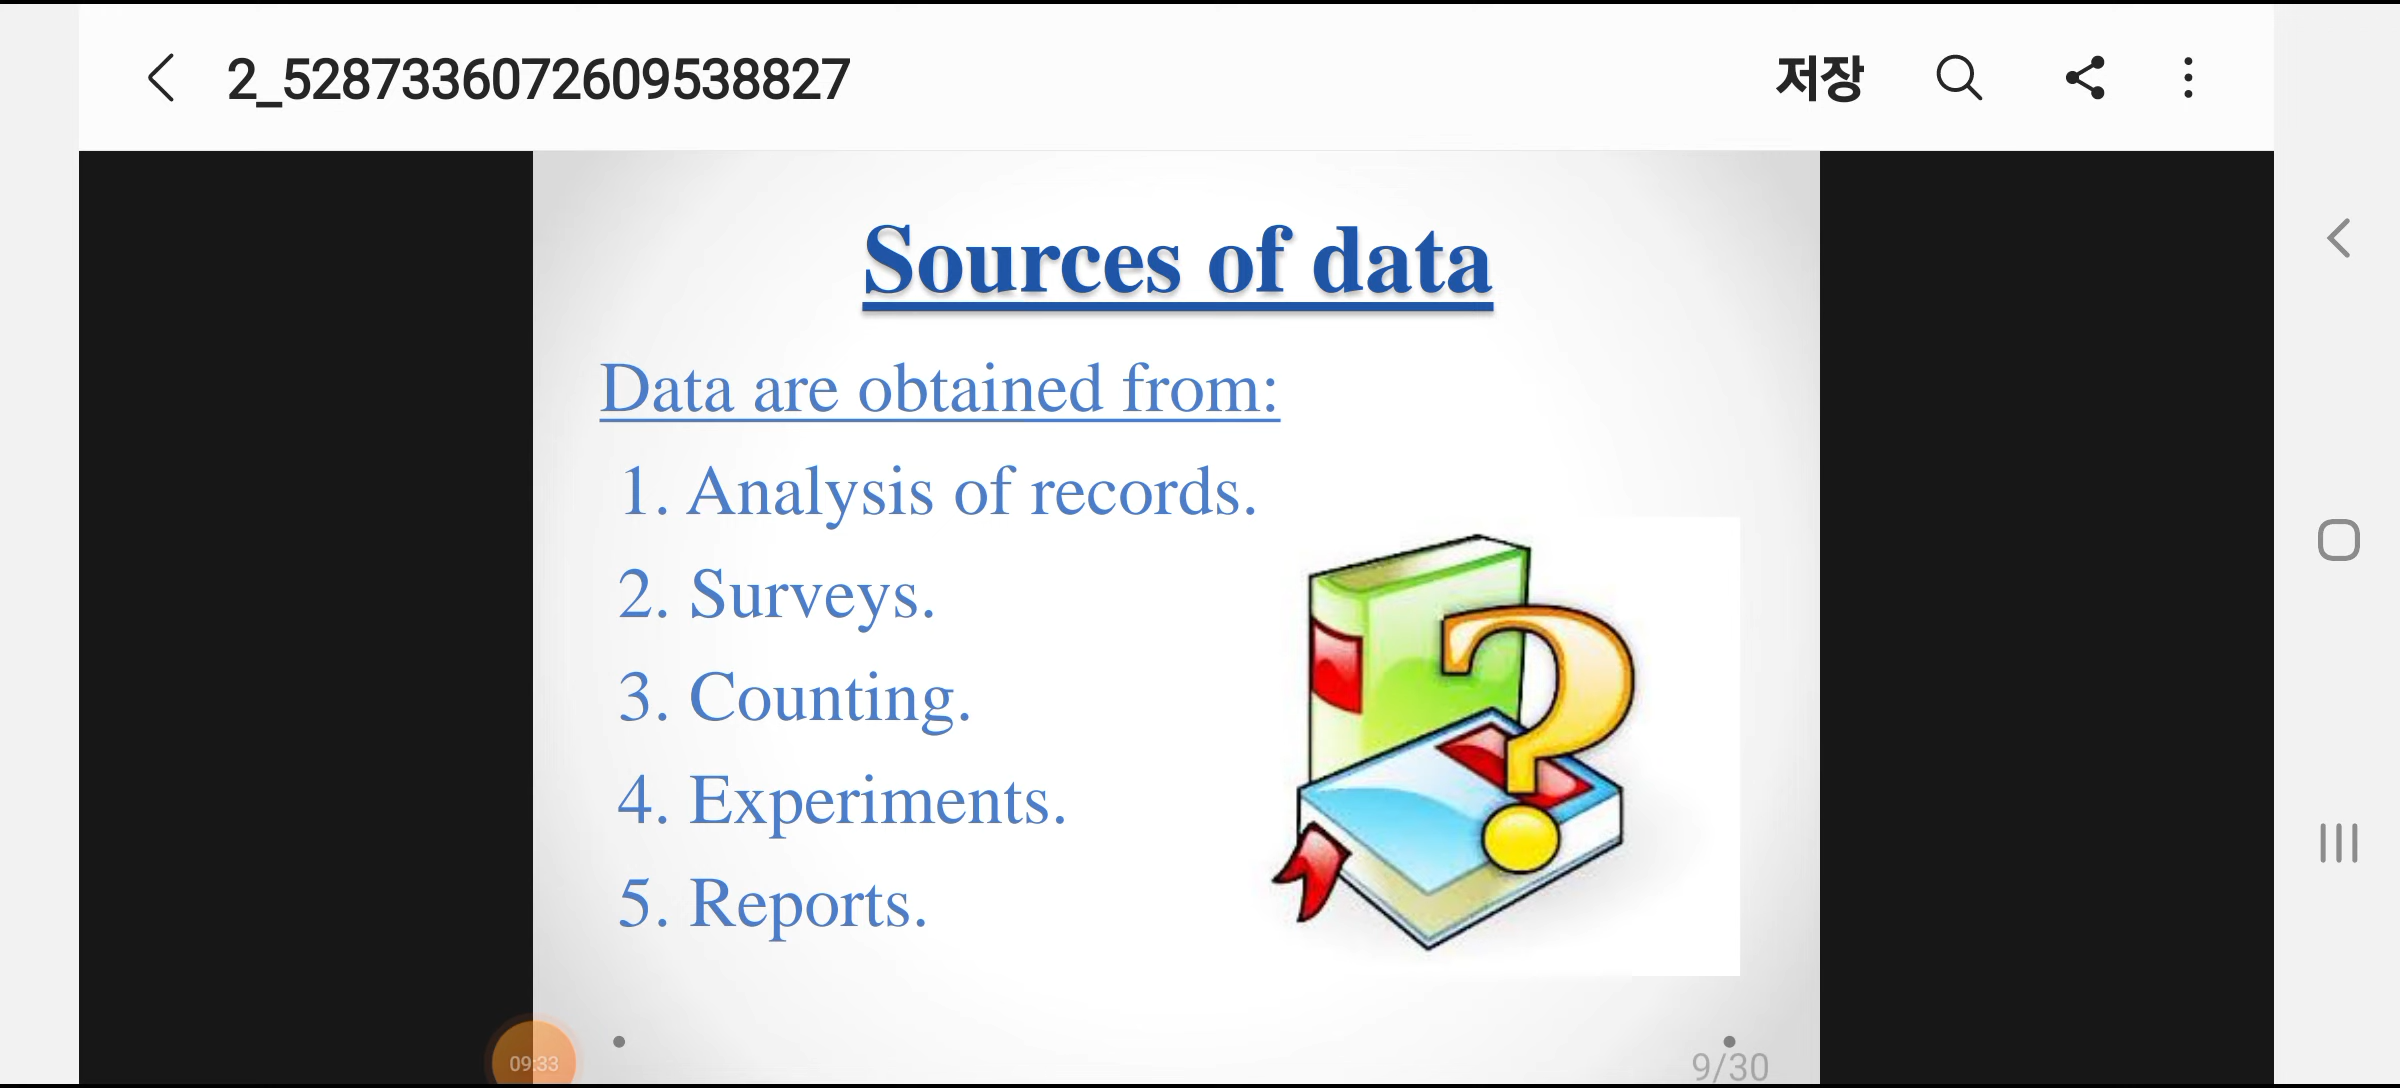 2_5287336072609538827
저장
Sources of data
Data are obtained from:
1. Analysis of records.
2. Surveys.
3. Counting.
4. Experiments.
5. Reports.
09:33
9/30